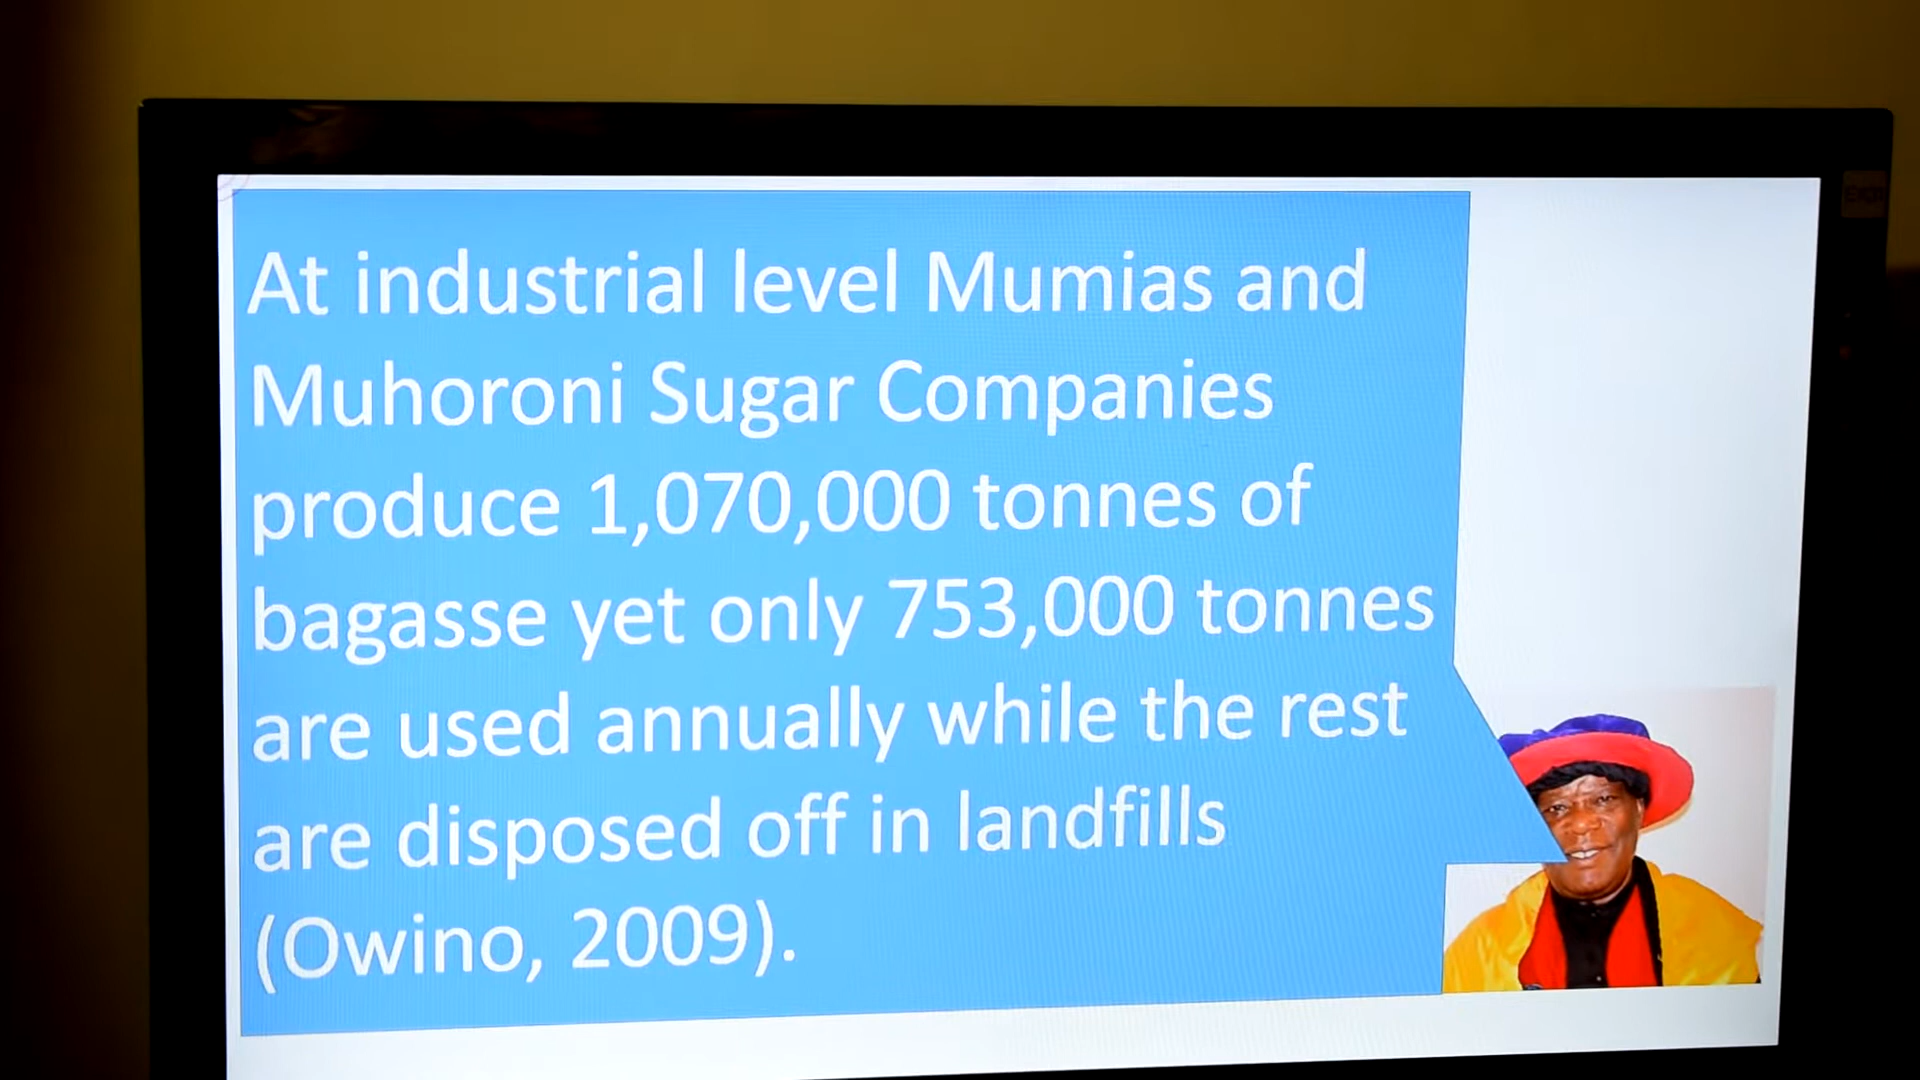 At industrial level Mumias and
Muhoroni Sugar Companies
produce 1,070,000 tonnes of
bagasse yet only 753,000 tonnes
are used annually while the rest
are disposed off in landfills
(Owino, 2009).